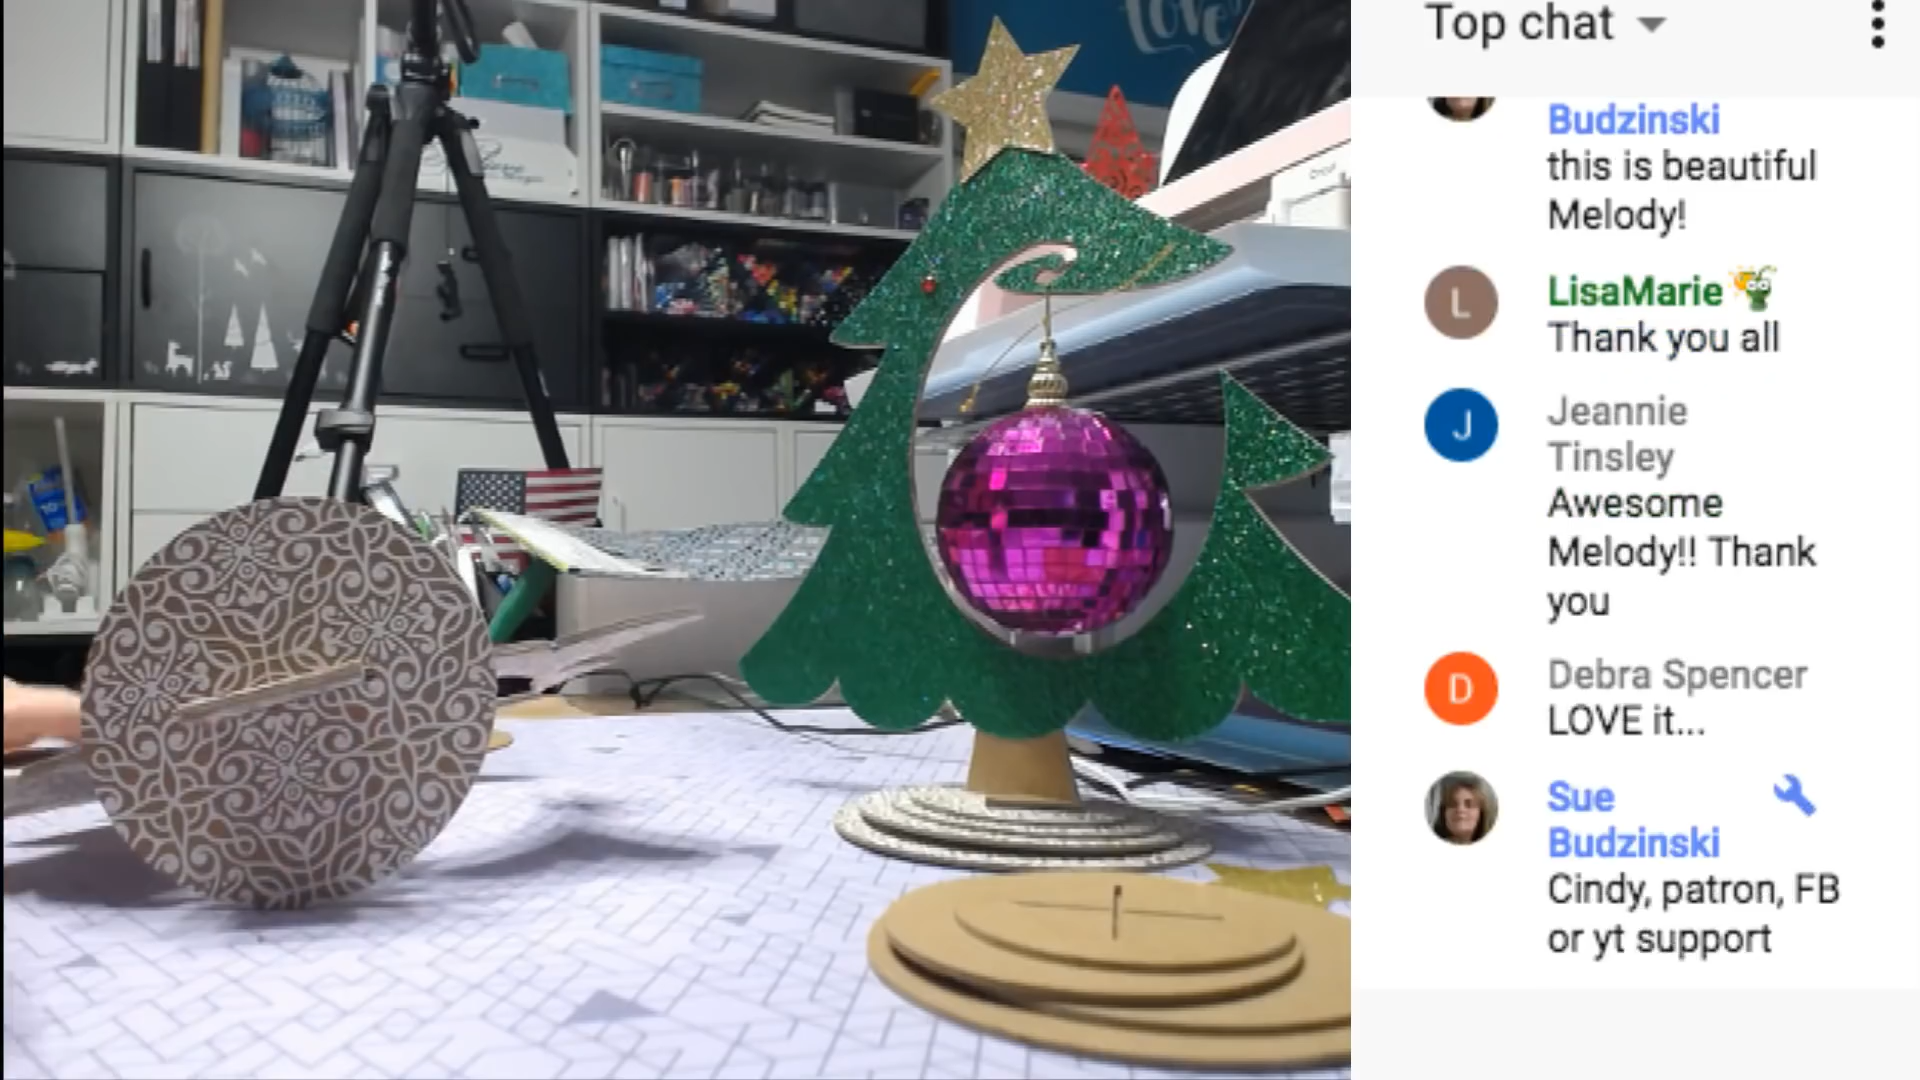 Love
Top chat
Budzinski
this is beautiful
Melody!
L
LisaMarie
Thank you all
J
Jeannie
Tinsley
Awesome
Melody!! Thank
you
D
Debra Spencer
LOVE it...
Sue
Budzinski
Cindy, patron, FB
or yt support